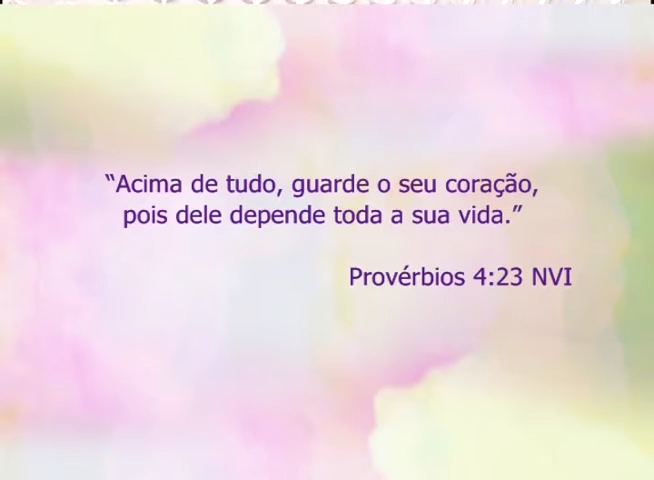 “Acima de tudo, guarde o seu coração,
pois dele depende toda a sua vida.”
Provérbios 4:23 NVI